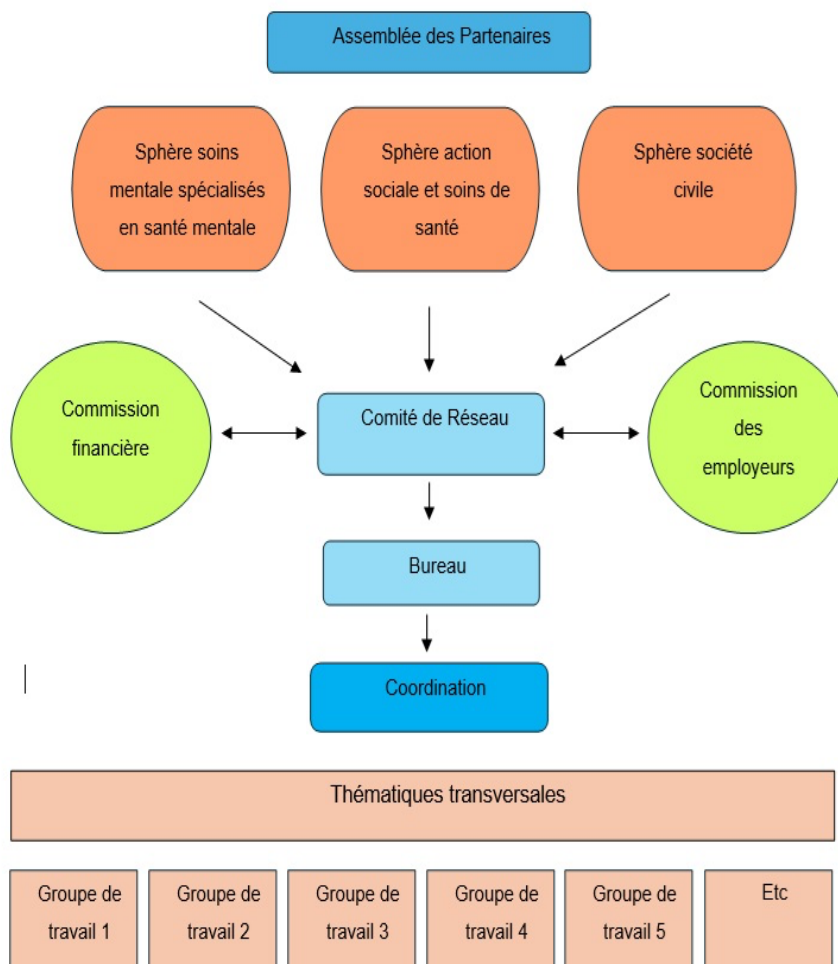 Assemblée des Partenaires
Sphère soins
mentale spécialisés
en santé mentale
Sphère action
sociale et soins de
santé
Sphère société
civile
Commission
financière
Comité de Réseau
Commission
des
employeurs
Bureau
Coordination
Thématiques transversales
Groupe de
travail 1
Groupe de
travail 2
Groupe de
travail 3
Groupe de
travail 4
Groupe de
travail 5
Etc